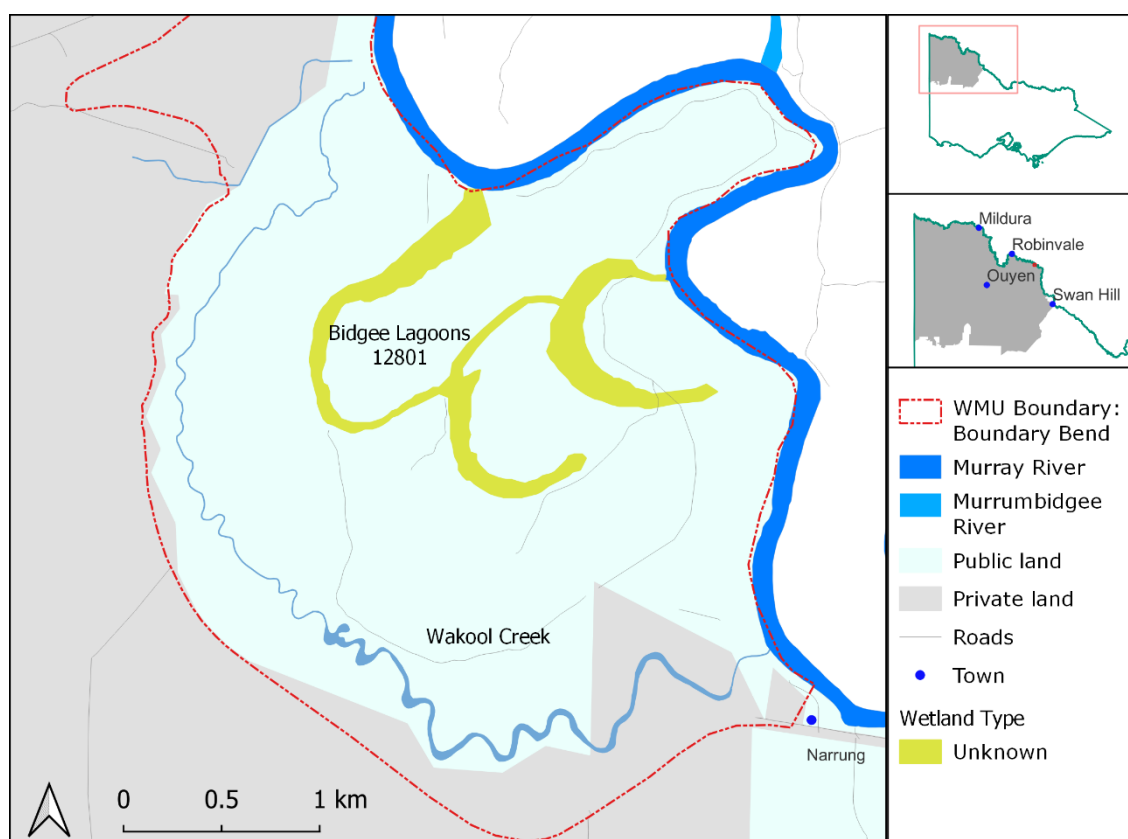 Bidgee Lagoons
12801
Wakool Creek
Narrung
0 0.5 1 km
Mildura
Robinvale
Ouyen
Swan Hill
WMU Boundary:
Boundary Bend
Murray River
Murrumbidgee
River
Public land
Private land
Roads
Town
Wetland Type
Unknown